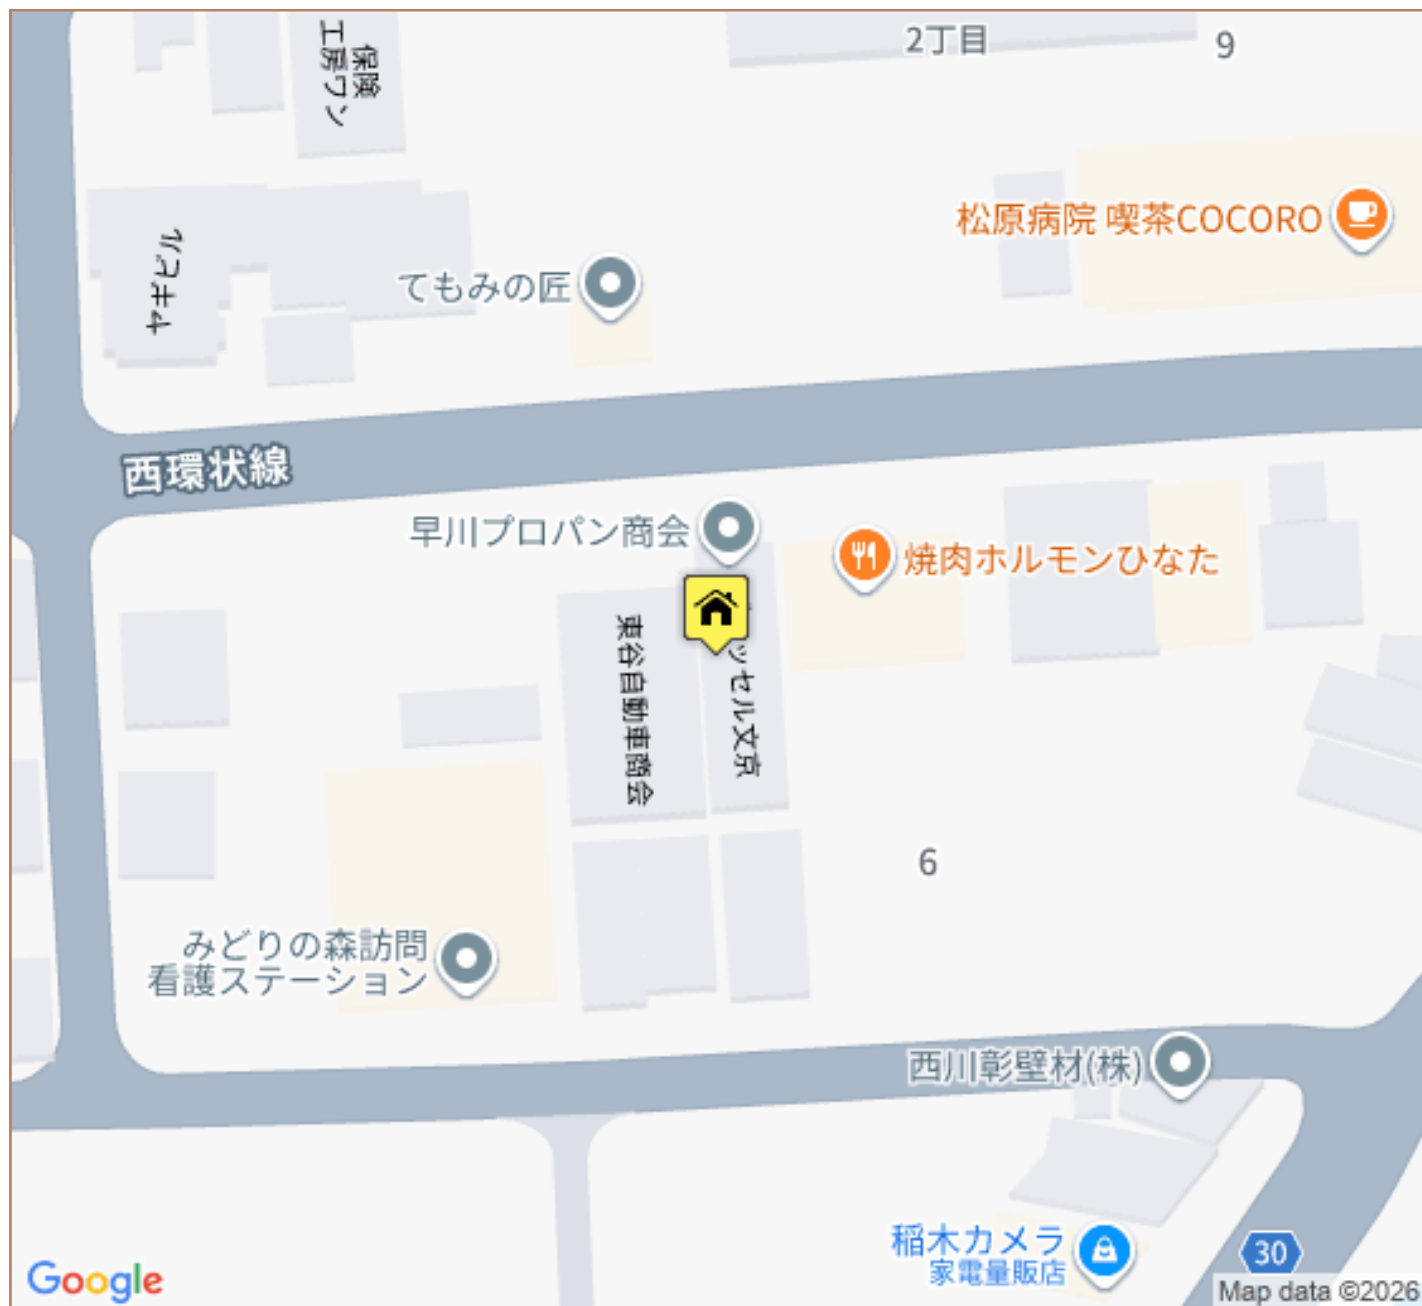 保険
工房ワン
2丁目
9
松原病院 喫茶COCORO
てもみの匠
西環状線
早川プロパン商会
焼肉ホルモンひなた
東谷自動車商会
ッセル文京
6
みどりの森訪問
看護ステーション
西川彰壁材(株)
稲木カメラ
家電量販店
30
Google
Map data ©2026